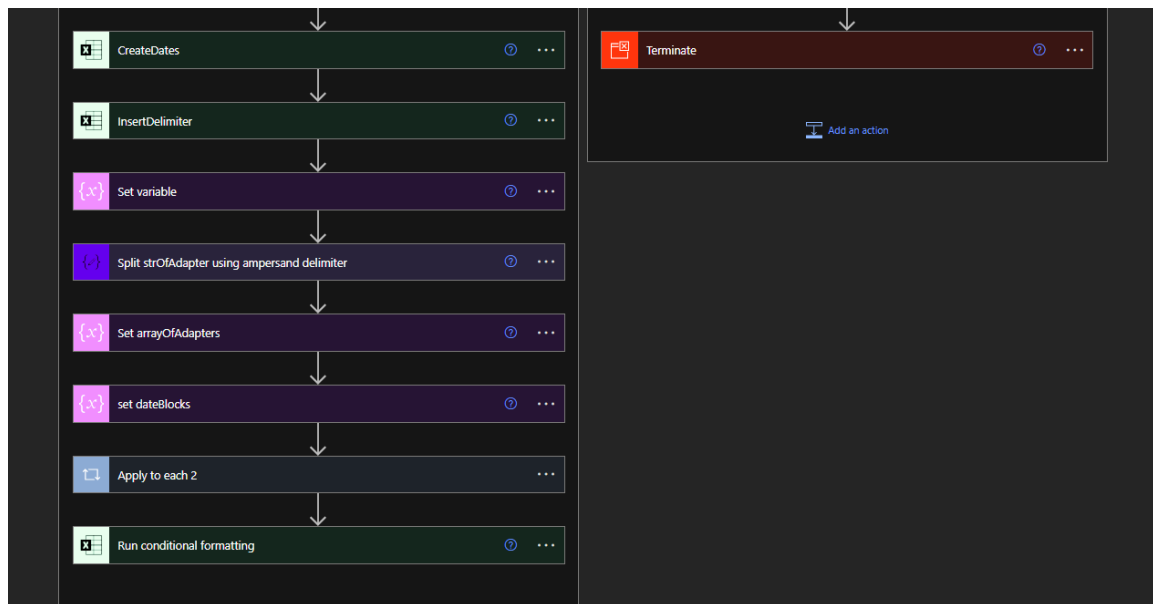 CreateDates
InsertDelimiter
Set variable
Split strOfAdapter using ampersand delimiter
Set arrayOfAdapters
set dateBlocks
Apply to each 2
Run conditional formatting
Terminate
Add an action